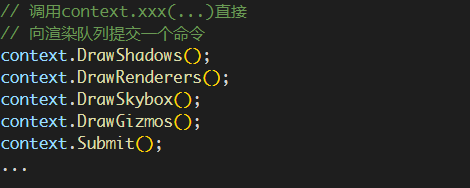 // 调用context.xxx(...)直接
// 向渲染队列提交一个命令
context.DrawShadows();
context.DrawRenderers();
context.DrawSkybox();
context.DrawGizmos();
context.Submit();
...